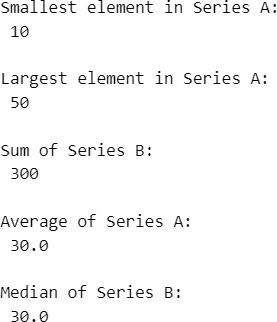 Smallest element in Series A:
10
Largest element in Series A:
50
Sum of Series B:
300
Average of Series A:
30.0
Median of Series B:
30.0